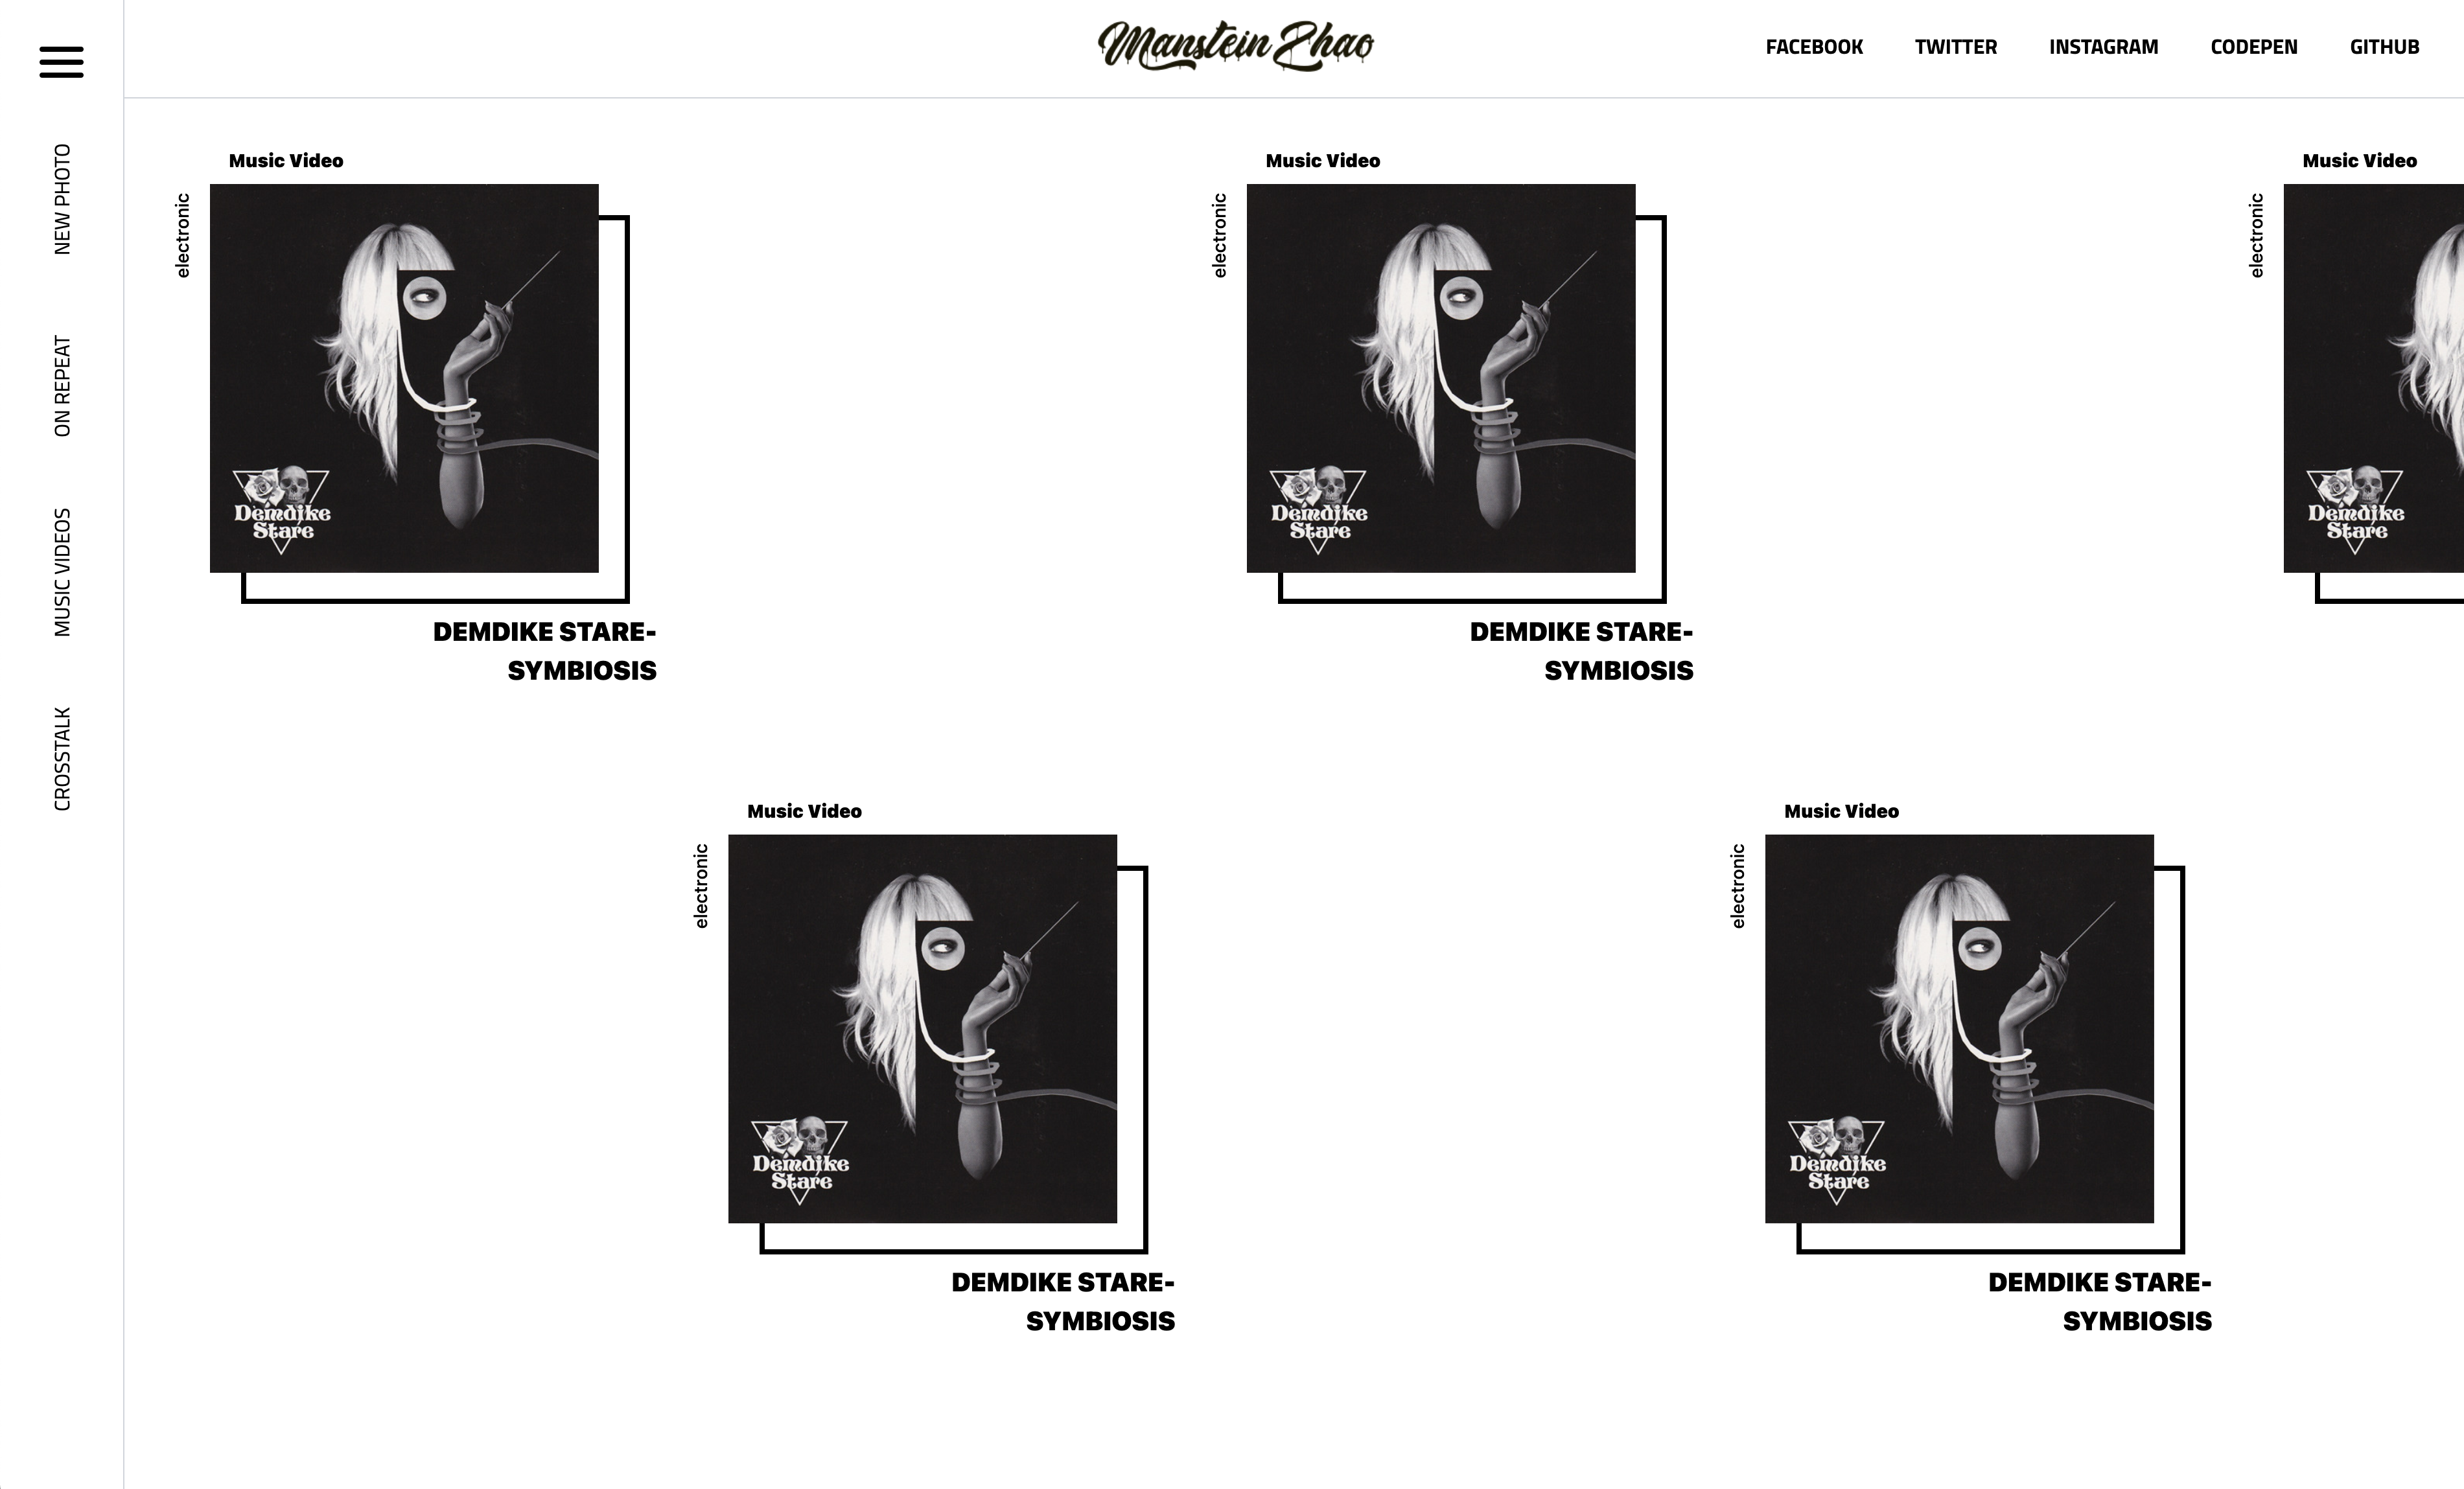 Manstein Zhao
FACEBOOK TWITTER INSTAGRAM CODEPEN GITHUB
NEW PHOTO
ON REPEAT
MUSIC VIDEOS
CROSSTALK
Music Video
electronic
Demdike
Stare
DEMDIKE STARE-
SYMBIOSIS
Music Video
electronic
Demdike
Stare
DEMDIKE STARE-
SYMBIOSIS
Music Video
electronic
Demdike
Stare
Music Video
electronic
Demdike
Stare
DEMDIKE STARE-
SYMBIOSIS
Music Video
electronic
Demdike
Stare
DEMDIKE STARE-
SYMBIOSIS